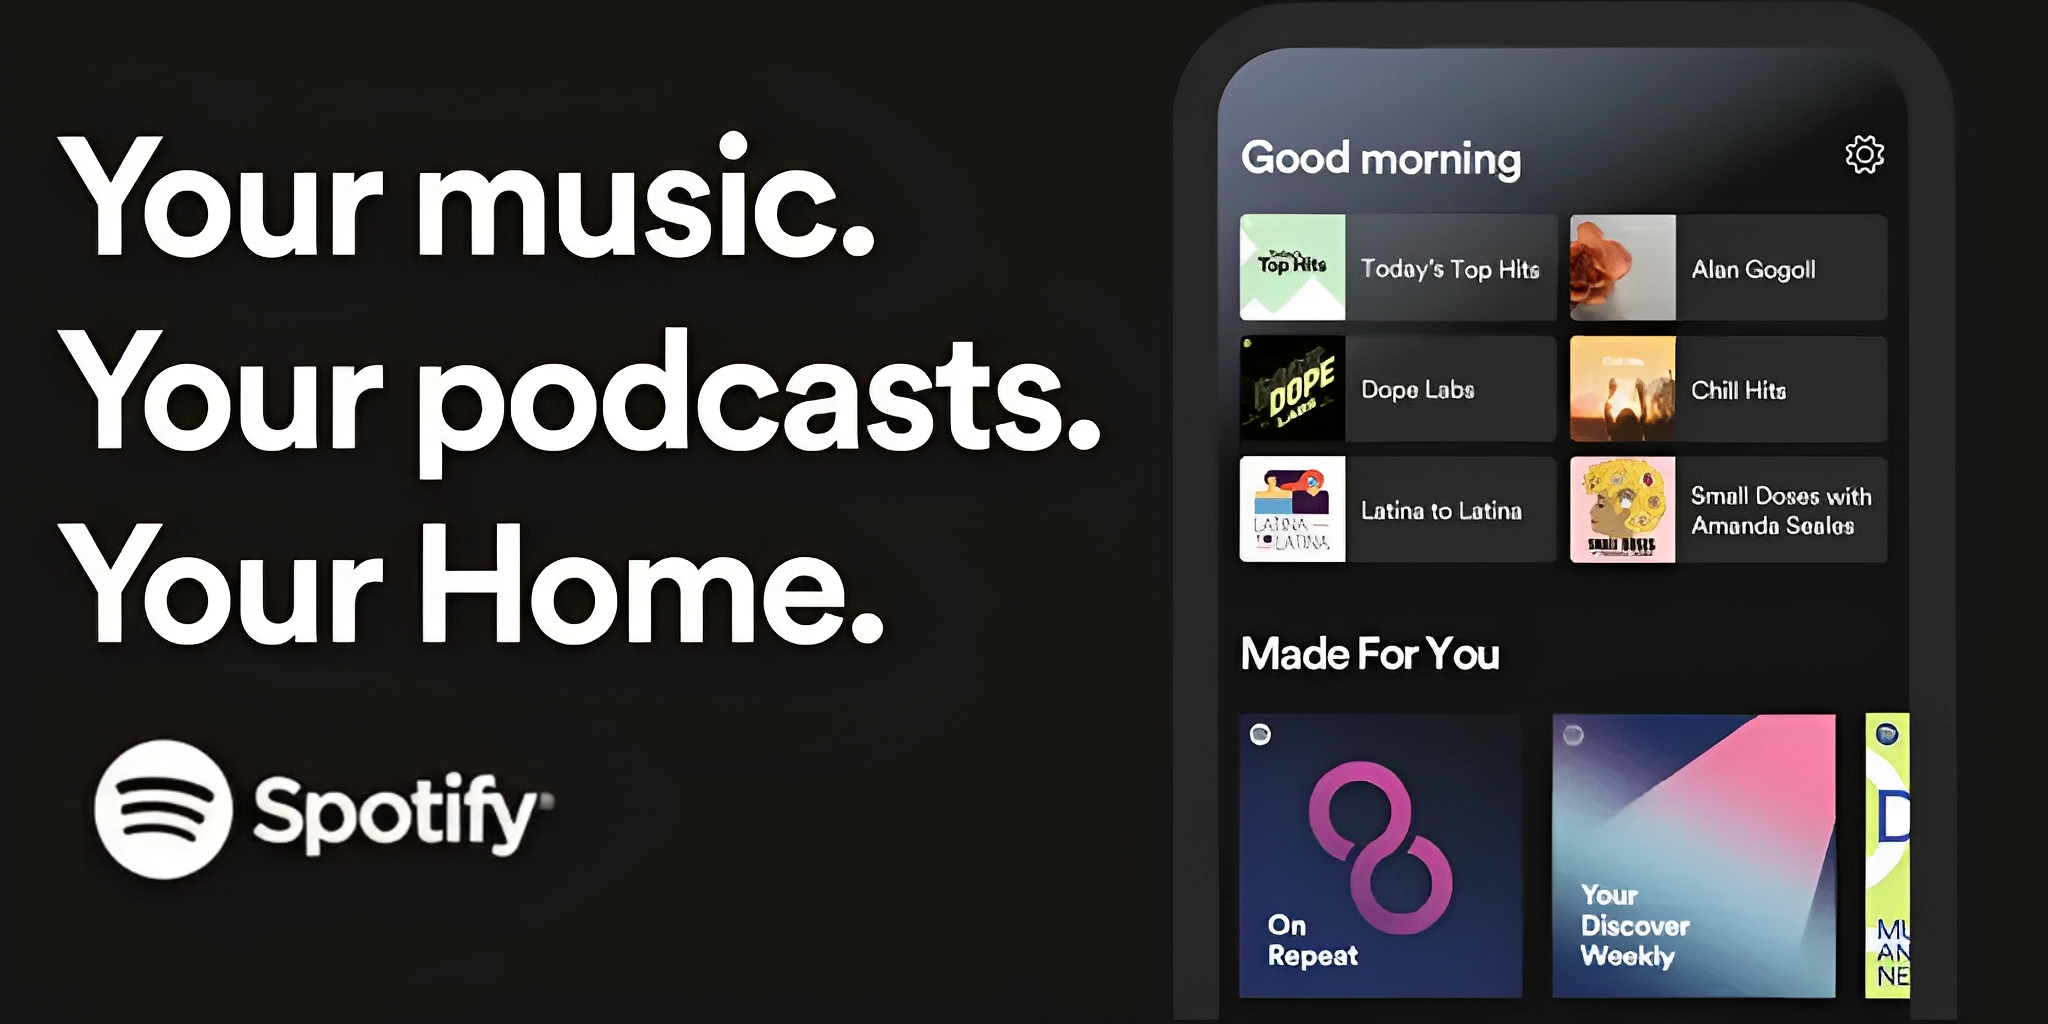 Your music.
Your podcasts.
Your Home.
Spotify
Good morning
Top Hits
Today's Top Hits
Alan Gogoll
DOPE
LABS
Dope Labs
Chill Hits
LATINA
TO LATINA
Latina to Latina
SMALL DOSES
Small Doses with
Amanda Seales
Made For You
On
Repeat
Your
Discover
Weekly
D
MU
AN
NE